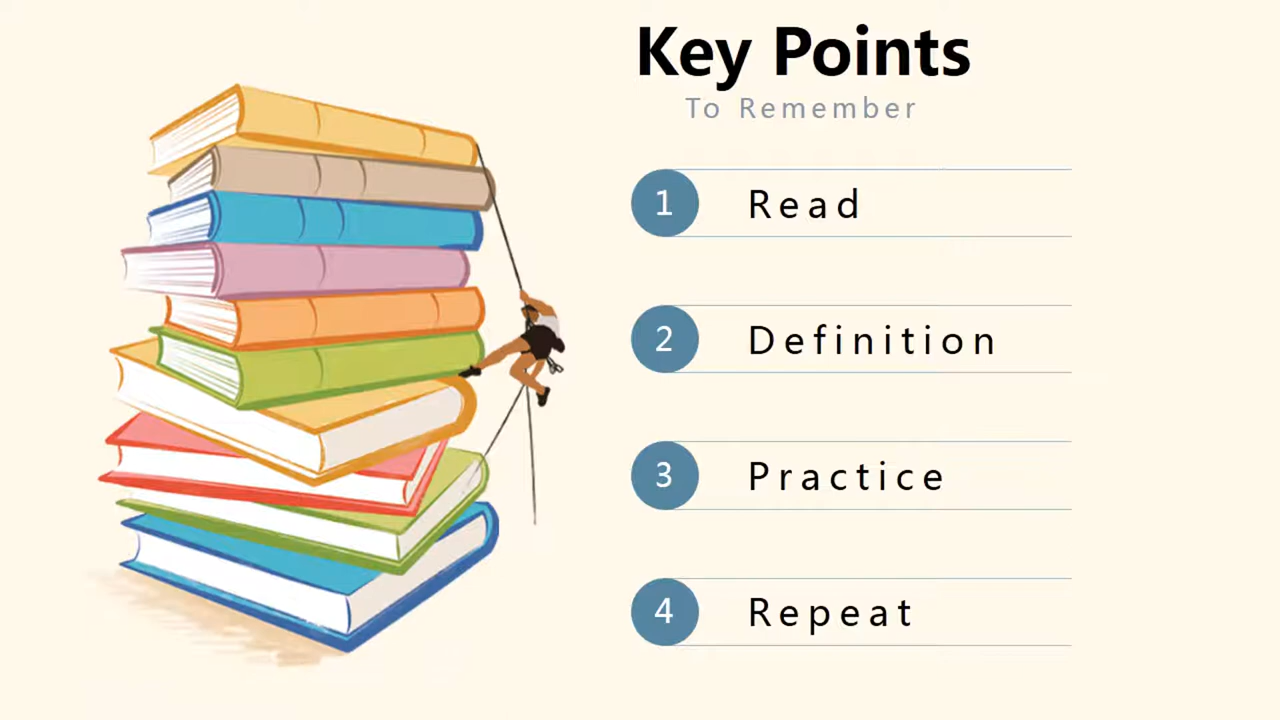 Key Points
To Remember
1 Read
2 Definition
3 Practice
4 Repeat